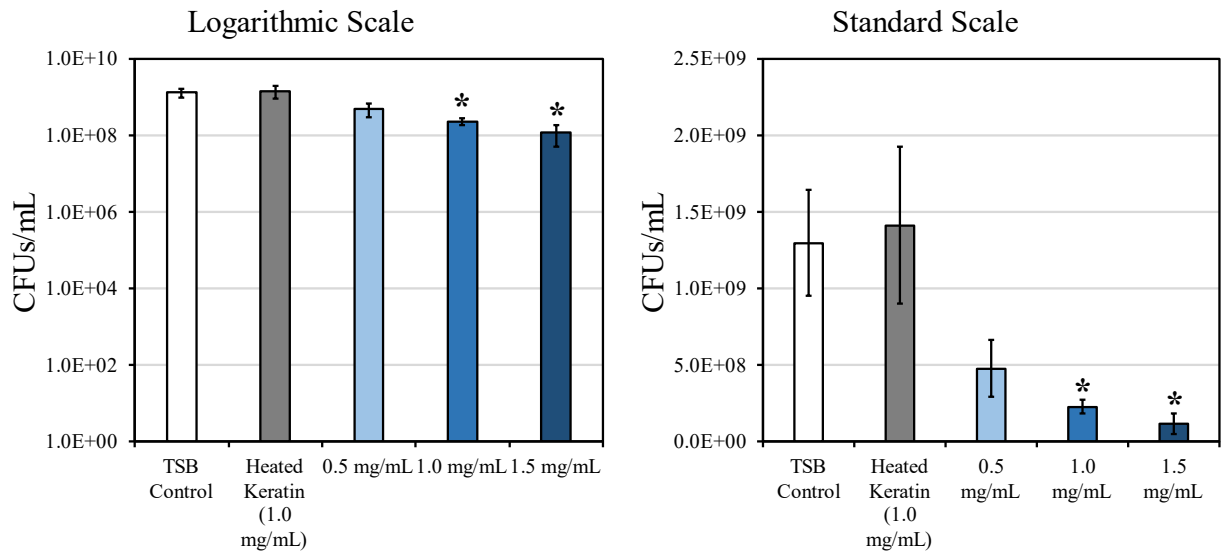 Logarithmic Scale
CFUs/mL
1.0E+10
1.0E+08
1.0E+06
1.0E+04
1.0E+02
1.0E+00
*
*
TSB
Control
Heated
Keratin
(1.0
mg/mL)
0.5 mg/mL
1.0 mg/mL
1.5 mg/mL
Standard Scale
CFUs/mL
2.5E+09
2.0E+09
1.5E+09
1.0E+09
5.0E+08
0.0E+00
*
*
TSB
Control
Heated
Keratin
(1.0
mg/mL)
0.5
mg/mL
1.0
mg/mL
1.5
mg/mL